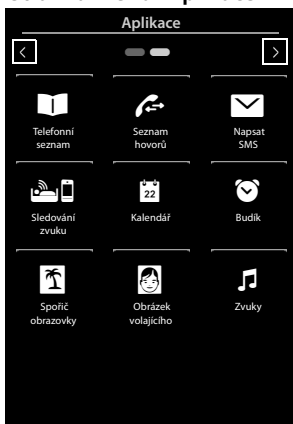 Aplikace
Telefonní
seznam
Seznam
hovorů
Napsat
SMS
Sledování
zvuku
22
Kalendář
Budík
Spořič
obrazovky
Obrázek
volajícího
Zvuky